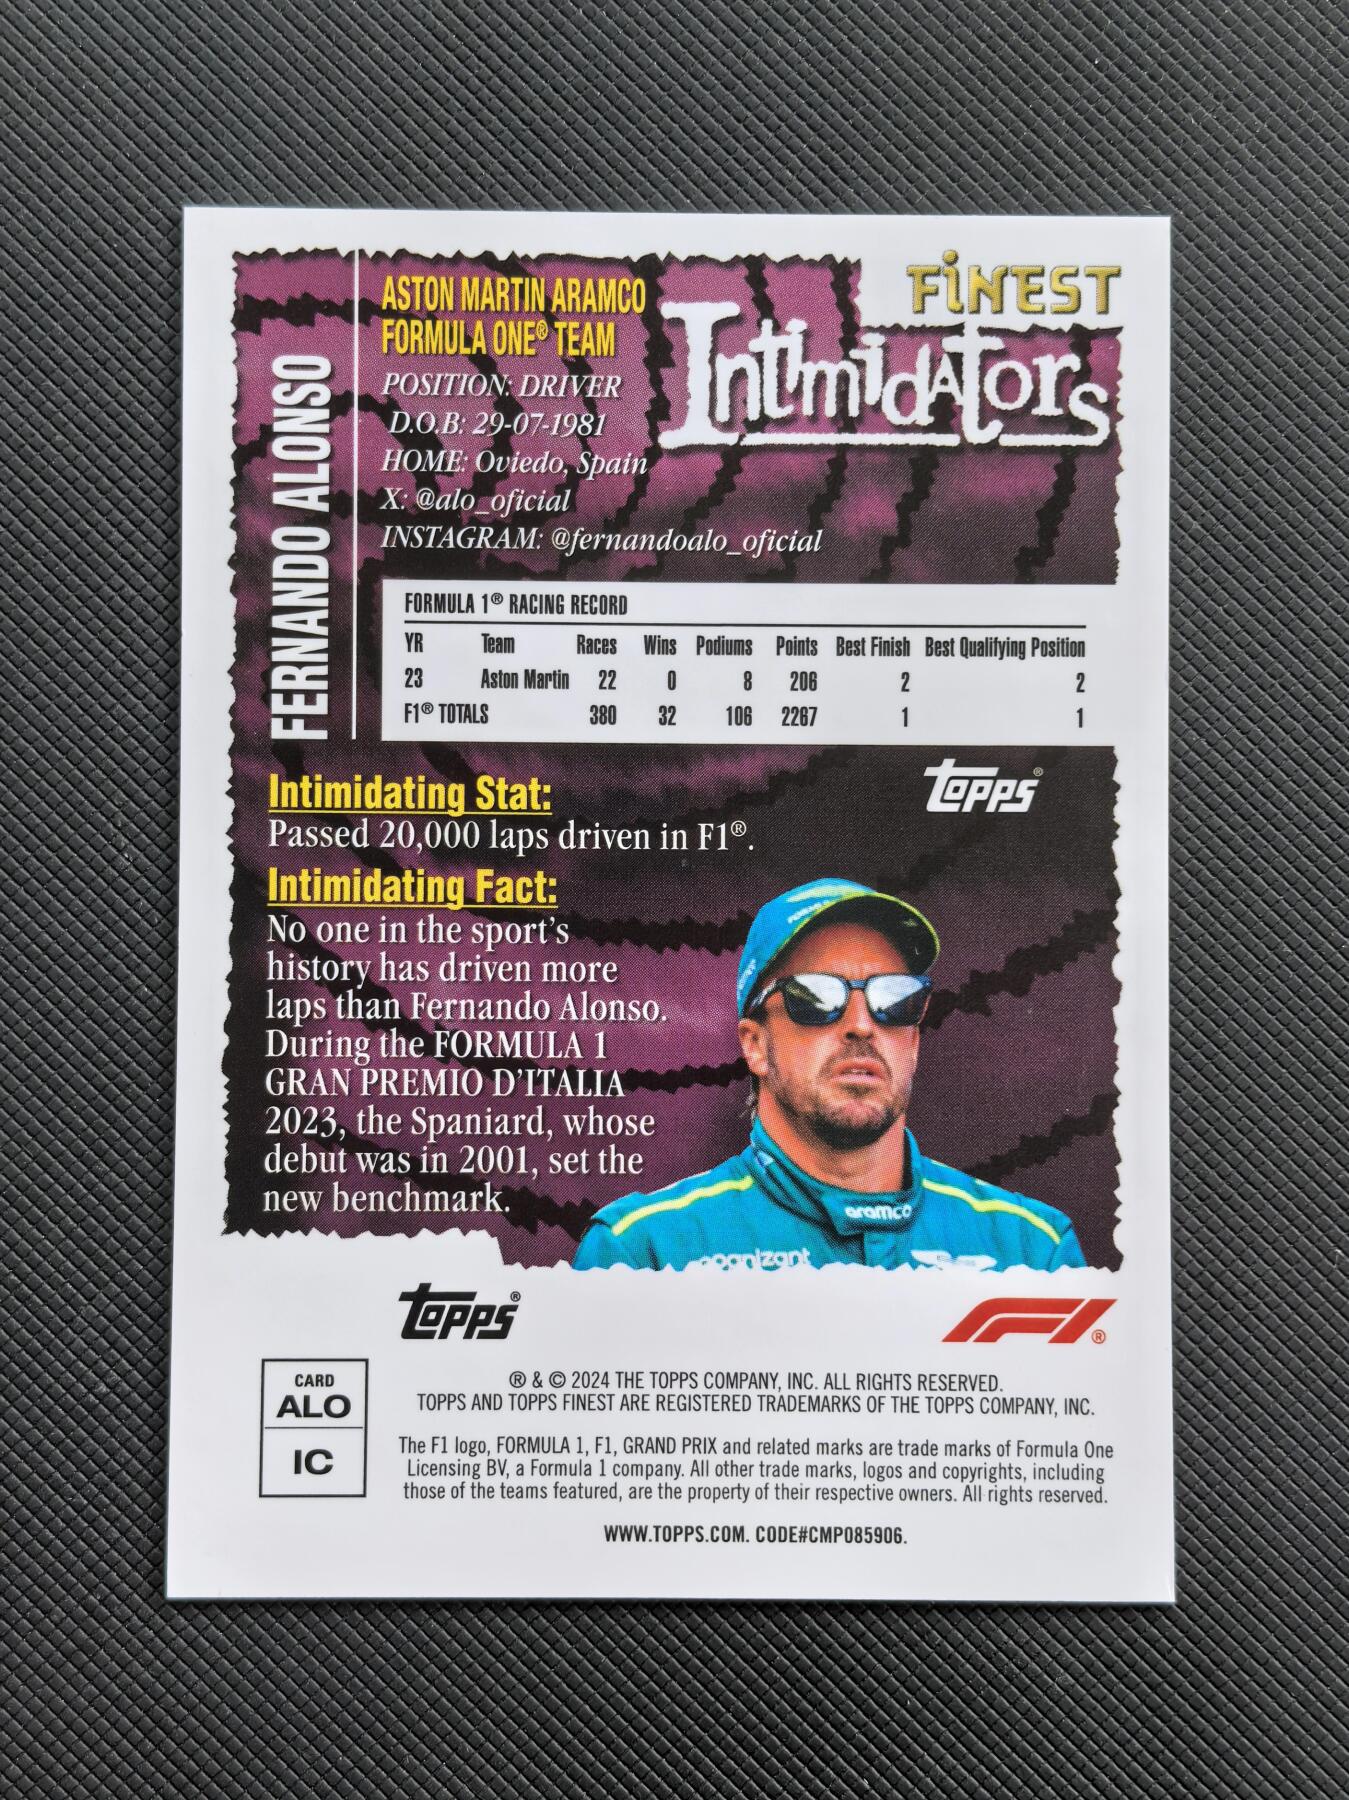 FINEST
Intimidators
FERNANDO ALONSO
ASTON MARTIN ARAMCO
FORMULA ONE® TEAM
POSITION: DRIVER
D.O.B: 29-07-1981
HOME: Oviedo, Spain
X: @alo_oficial
INSTAGRAM: @fernandoalo_oficial
FORMULA 1® RACING RECORD
YR Team Races Wins Podiums Points Best Finish Best Qualifying Position
23 Aston Martin 22 0 8 206 2 2
F1® TOTALS 380 32 106 2267 1 1
topps®
Intimidating Stat:
Passed 20,000 laps driven in F1®.
Intimidating Fact:
No one in the sport's
history has driven more
laps than Fernando Alonso.
During the FORMULA 1
GRAN PREMIO D'ITALIA
2023, the Spaniard, whose
debut was in 2001, set the
new benchmark.
aramco
cognizant
topps®
F1®
CARD
ALO
IC
® & © 2024 THE TOPPS COMPANY, INC. ALL RIGHTS RESERVED.
TOPPS AND TOPPS FINEST ARE REGISTERED TRADEMARKS OF THE TOPPS COMPANY, INC.
The F1 logo, FORMULA 1, F1, GRAND PRIX and related marks are trade marks of Formula One
Licensing BV, a Formula 1 company. All other trade marks, logos and copyrights, including
those of the teams featured, are the property of their respective owners. All rights reserved.
WWW.TOPPS.COM. CODE#CMP085906.